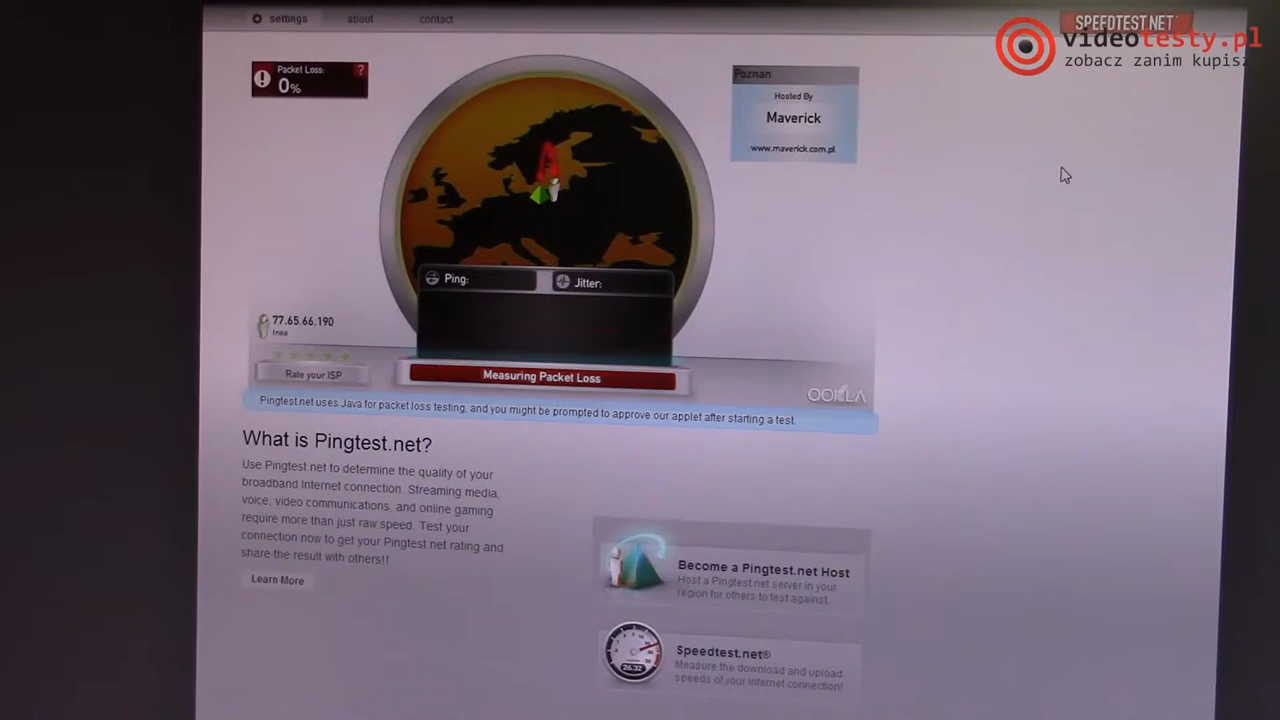 settings about contact
SPEEDTEST.NET
videotesty.pl
zobacz zanim kupisz
Packet Loss: ?
0%
Poznan
Hosted By
Maverick
www.maverick.com.pl
Ping: Jitter:
77.65.66.190
Inea
Rate your ISP
Measuring Packet Loss
OOKLA
Pingtest.net uses Java for packet loss testing, and you might be prompted to approve our applet after starting a test.
What is Pingtest.net?
Use Pingtest.net to determine the quality of your
broadband Internet connection. Streaming media,
voice, video communications, and online gaming
require more than just raw speed. Test your
connection now to get your Pingtest.net rating and
share the result with others!!
Learn More
Become a Pingtest.net Host
Host a Pingtest.net server in your
region for others to test against.
Speedtest.net®
Measure the download and upload
speeds of your internet connection!
26.32